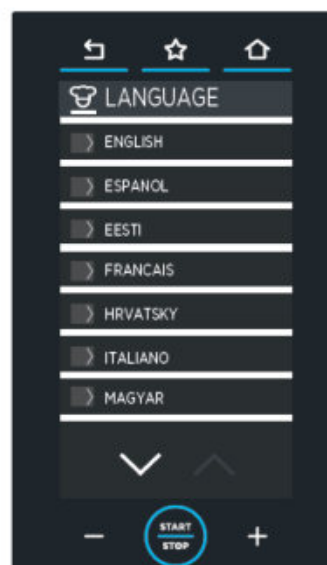 LANGUAGE
ENGLISH
ESPANOL
EESTI
FRANCAIS
HRVATSKY
ITALIANO
MAGYAR
START
STOP